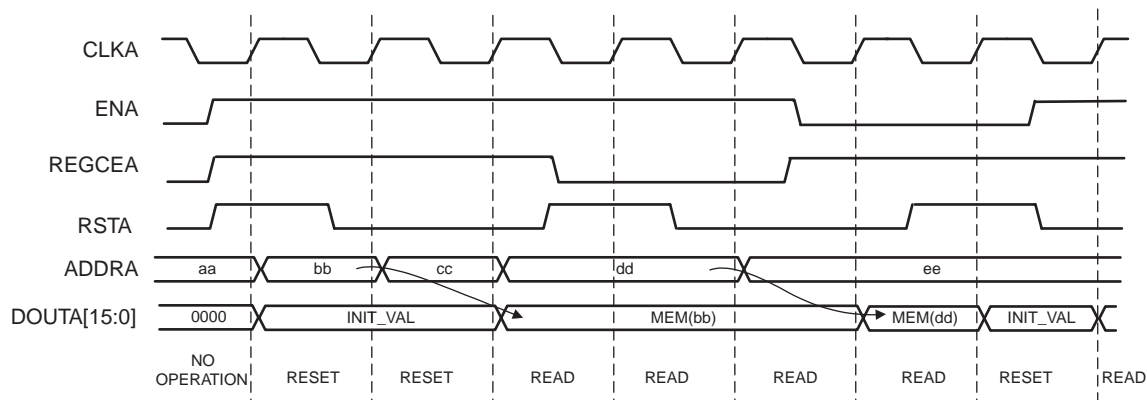 CLKA
ENA
REGCEA
RSTA
ADDRA aa bb cc dd ee
DOUTA[15:0] 0000 INIT_VAL MEM(bb) MEM(dd) INIT_VAL
NO
OPERATION RESET RESET READ READ READ READ RESET READ